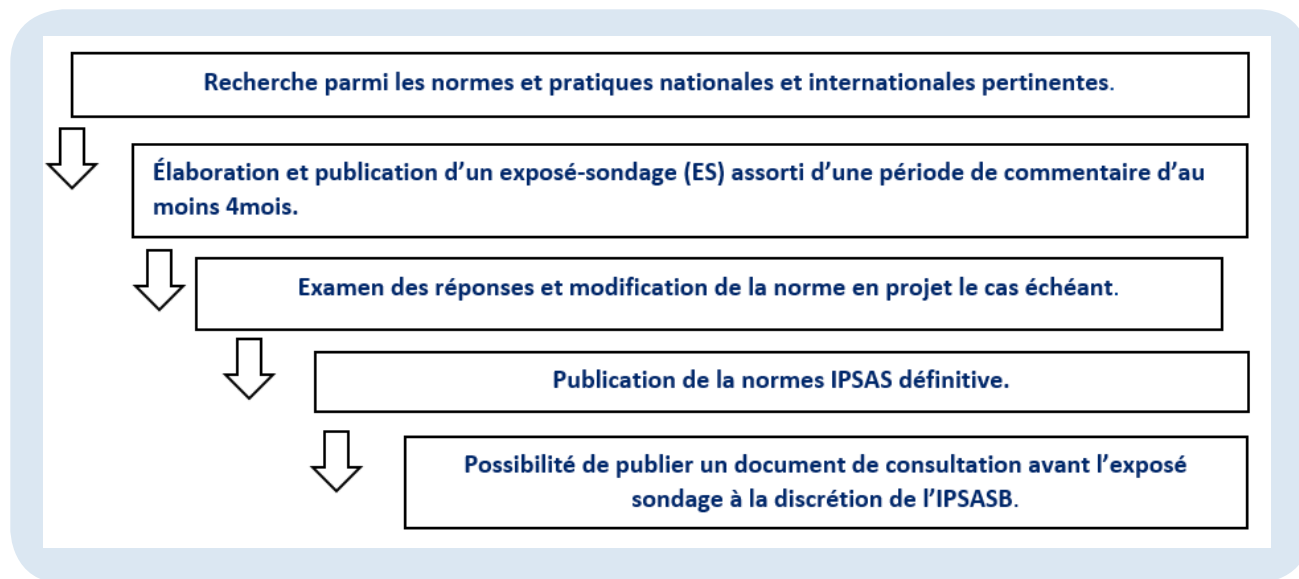 Recherche parmi les normes et pratiques nationales et internationales pertinentes.
Élaboration et publication d’un exposé-sondage (ES) assorti d’une période de commentaire d’au
moins 4mois.
Examen des réponses et modification de la norme en projet le cas échéant.
Publication de la normes IPSAS définitive.
Possibilité de publier un document de consultation avant l’exposé
sondage à la discrétion de l’IPSASB.